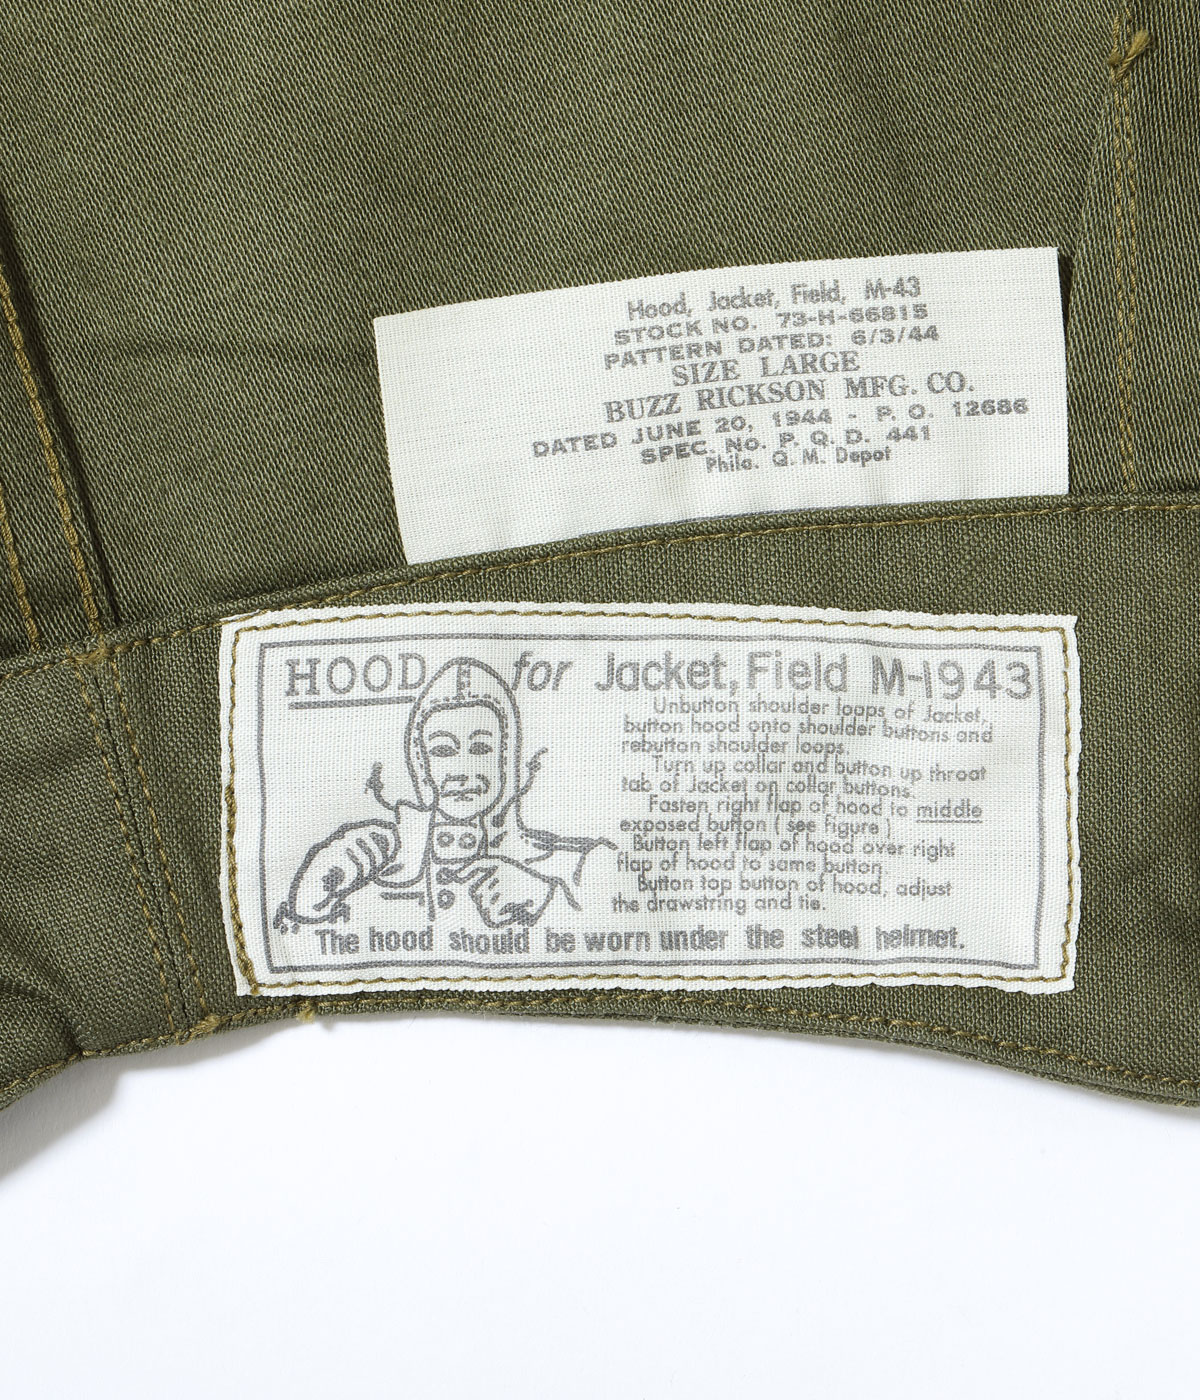 Hood, Jacket, Field, M-43
STOCK NO. 73-H-66815
PATTERN DATED: 6/3/44
SIZE LARGE
BUZZ RICKSON MFG. CO.
DATED JUNE 20, 1944 - P. O. 12686
SPEC. NO. P. Q. D. 441
Phila. Q. M. Depot
HOOD for Jacket, Field M-1943
Unbutton shoulder loops of Jacket,
button hood onto shoulder buttons and
rebutton shoulder loops.
Turn up collar and button up throat
tab of Jacket on collar buttons.
Fasten right flap of hood to middle
exposed button ( see figure )
Button left flap of hood over right
flap of hood to same button.
Button top button of hood, adjust
the drawstring and tie.
The hood should be worn under the steel helmet.